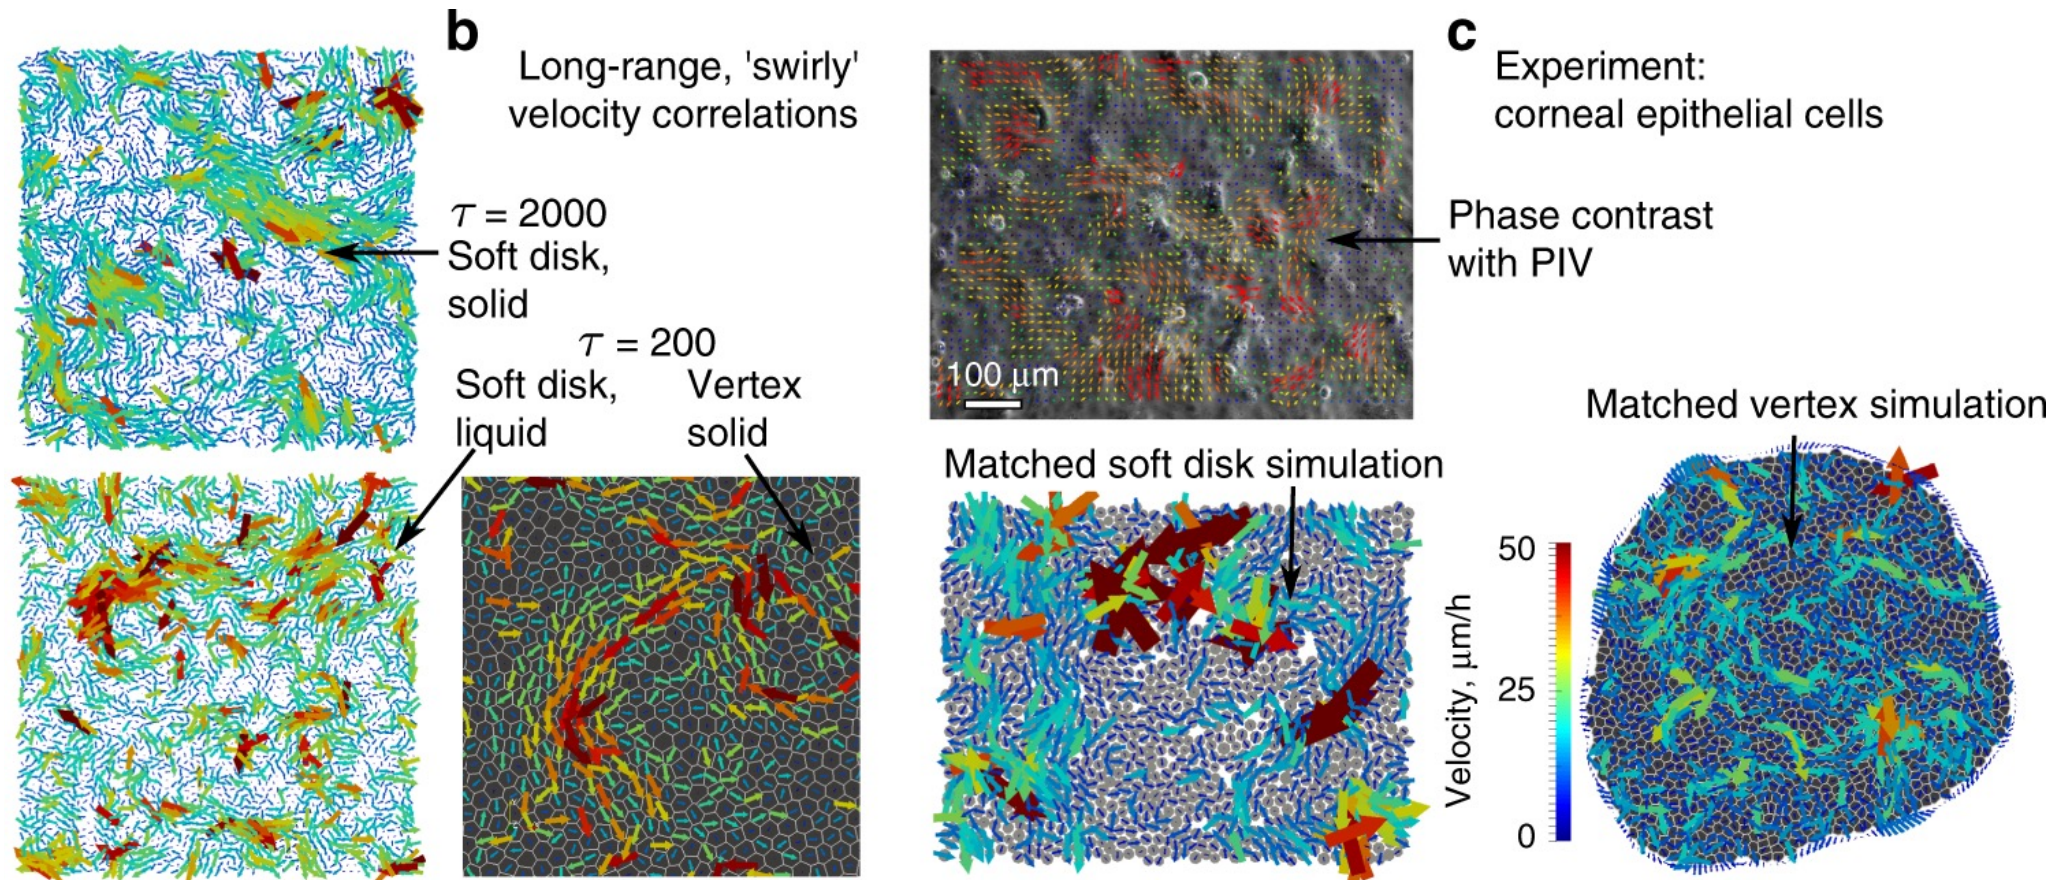 b
Long-range, 'swirly'
velocity correlations
τ = 2000
Soft disk,
solid
τ = 200
Soft disk,
liquid
Vertex
solid
c
Experiment:
corneal epithelial cells
Phase contrast
with PIV
100 μm
Matched soft disk simulation
Matched vertex simulation
Velocity, μm/h
50
25
0